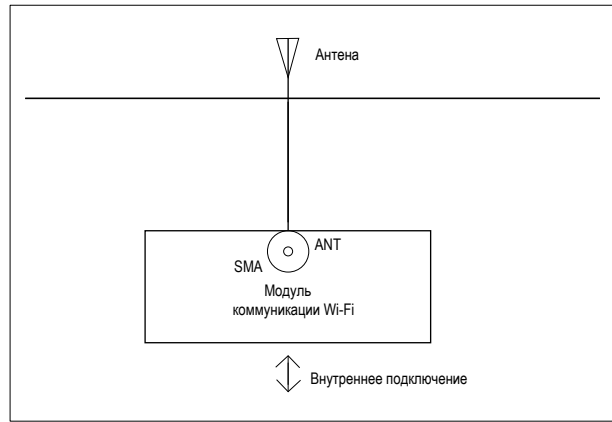 Антена
ANT
SMA
Модуль
коммуникации Wi-Fi
Внутреннее подключение